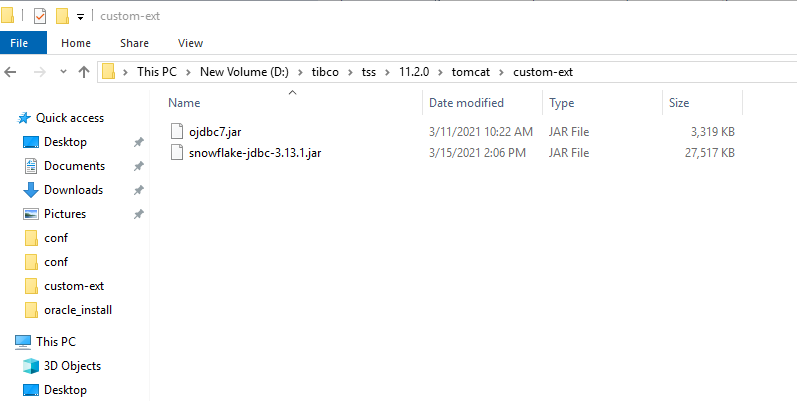 custom-ext
File Home Share View
This PC New Volume (D:) tibco tss 11.2.0 tomcat custom-ext
Name Date modified Type Size
Quick access
ojdbc7.jar 3/11/2021 10:22 AM JAR File 3,319 KB
Desktop
snowflake-jdbc-3.13.1.jar 3/15/2021 2:06 PM JAR File 27,517 KB
Documents
Downloads
Pictures
conf
conf
custom-ext
oracle_install
This PC
3D Objects
Desktop